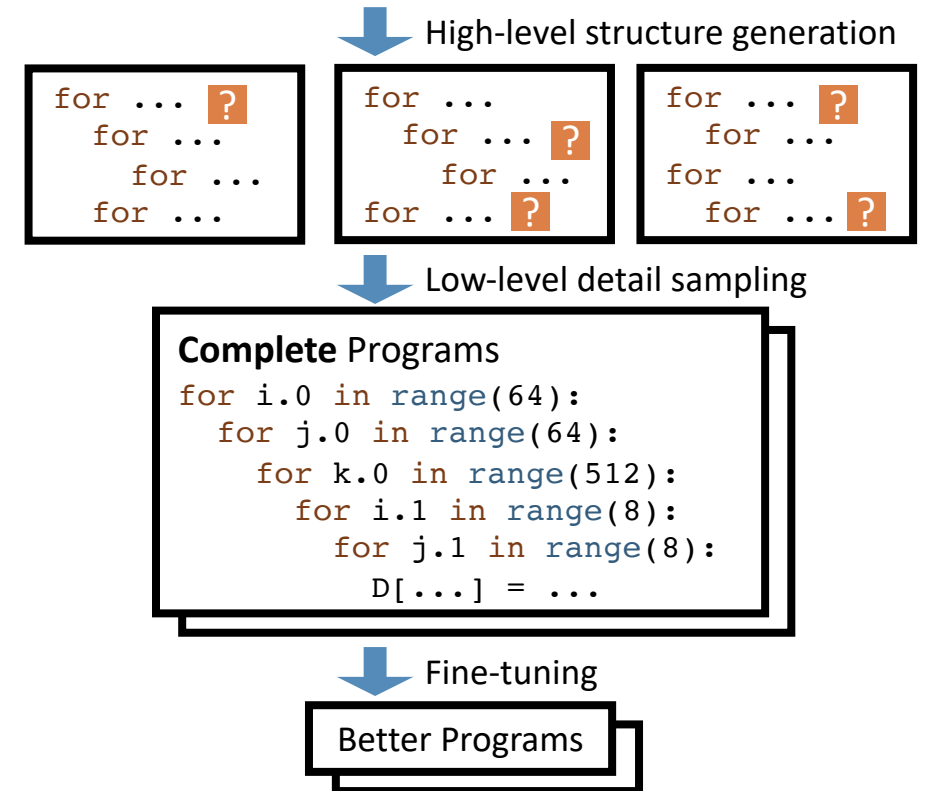 High-level structure generation
for ... ?
for ...
for ...
for ...
for ...
for ... ?
for ...
for ... ?
for ... ?
for ...
for ...
for ... ?
Low-level detail sampling
Complete Programs
for i.0 in range(64):
for j.0 in range(64):
for k.0 in range(512):
for i.1 in range(8):
for j.1 in range(8):
D[...] = ...
Fine-tuning
Better Programs